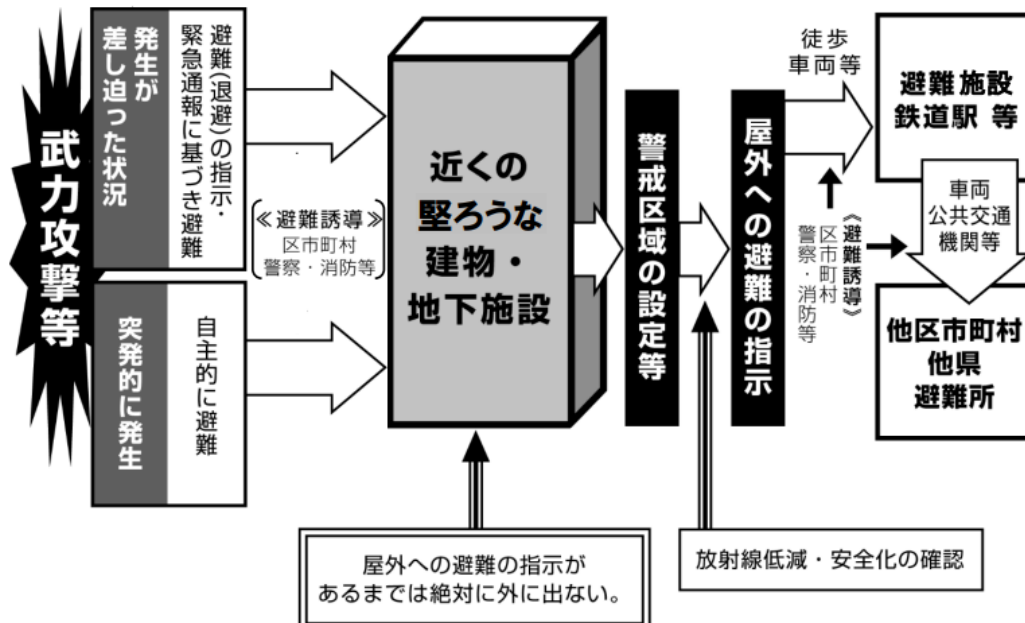 武力攻撃等
発生が
差し迫った状況
避難(退避)の指示・
緊急通報に基づき避難
突発的に発生
自主的に避難
≪避難誘導≫
区市町村
警察・消防等
近くの
堅ろうな
建物・
地下施設
屋外への避難の指示が
あるまでは絶対に外に出ない。
警戒区域の設定等
放射線低減・安全化の確認
屋外への避難の指示
徒歩
車両等
≪避難誘導≫
区市町村
警察・消防等
避難施設
鉄道駅 等
車両
公共交通
機関等
他区市町村
他県
避難所